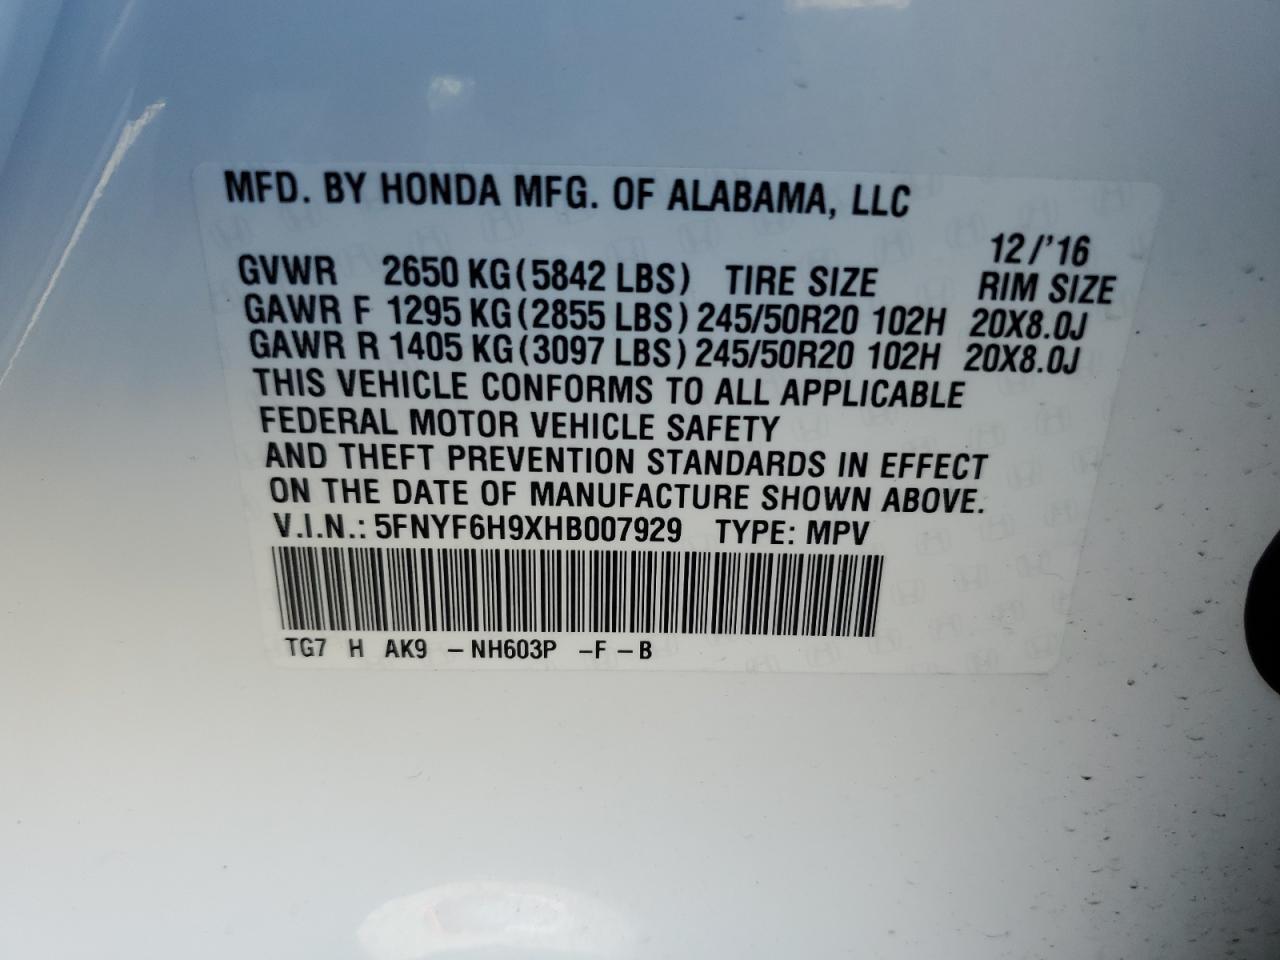 MFD. BY HONDA MFG. OF ALABAMA, LLC
12/'16
GVWR 2650 KG(5842 LBS) TIRE SIZE RIM SIZE
GAWR F 1295 KG(2855 LBS) 245/50R20 102H 20X8.0J
GAWR R 1405 KG(3097 LBS) 245/50R20 102H 20X8.0J
THIS VEHICLE CONFORMS TO ALL APPLICABLE
FEDERAL MOTOR VEHICLE SAFETY
AND THEFT PREVENTION STANDARDS IN EFFECT
ON THE DATE OF MANUFACTURE SHOWN ABOVE.
V.I.N.: 5FNYF6H9XHB007929 TYPE: MPV
TG7 H AK9 -NH603P -F -B